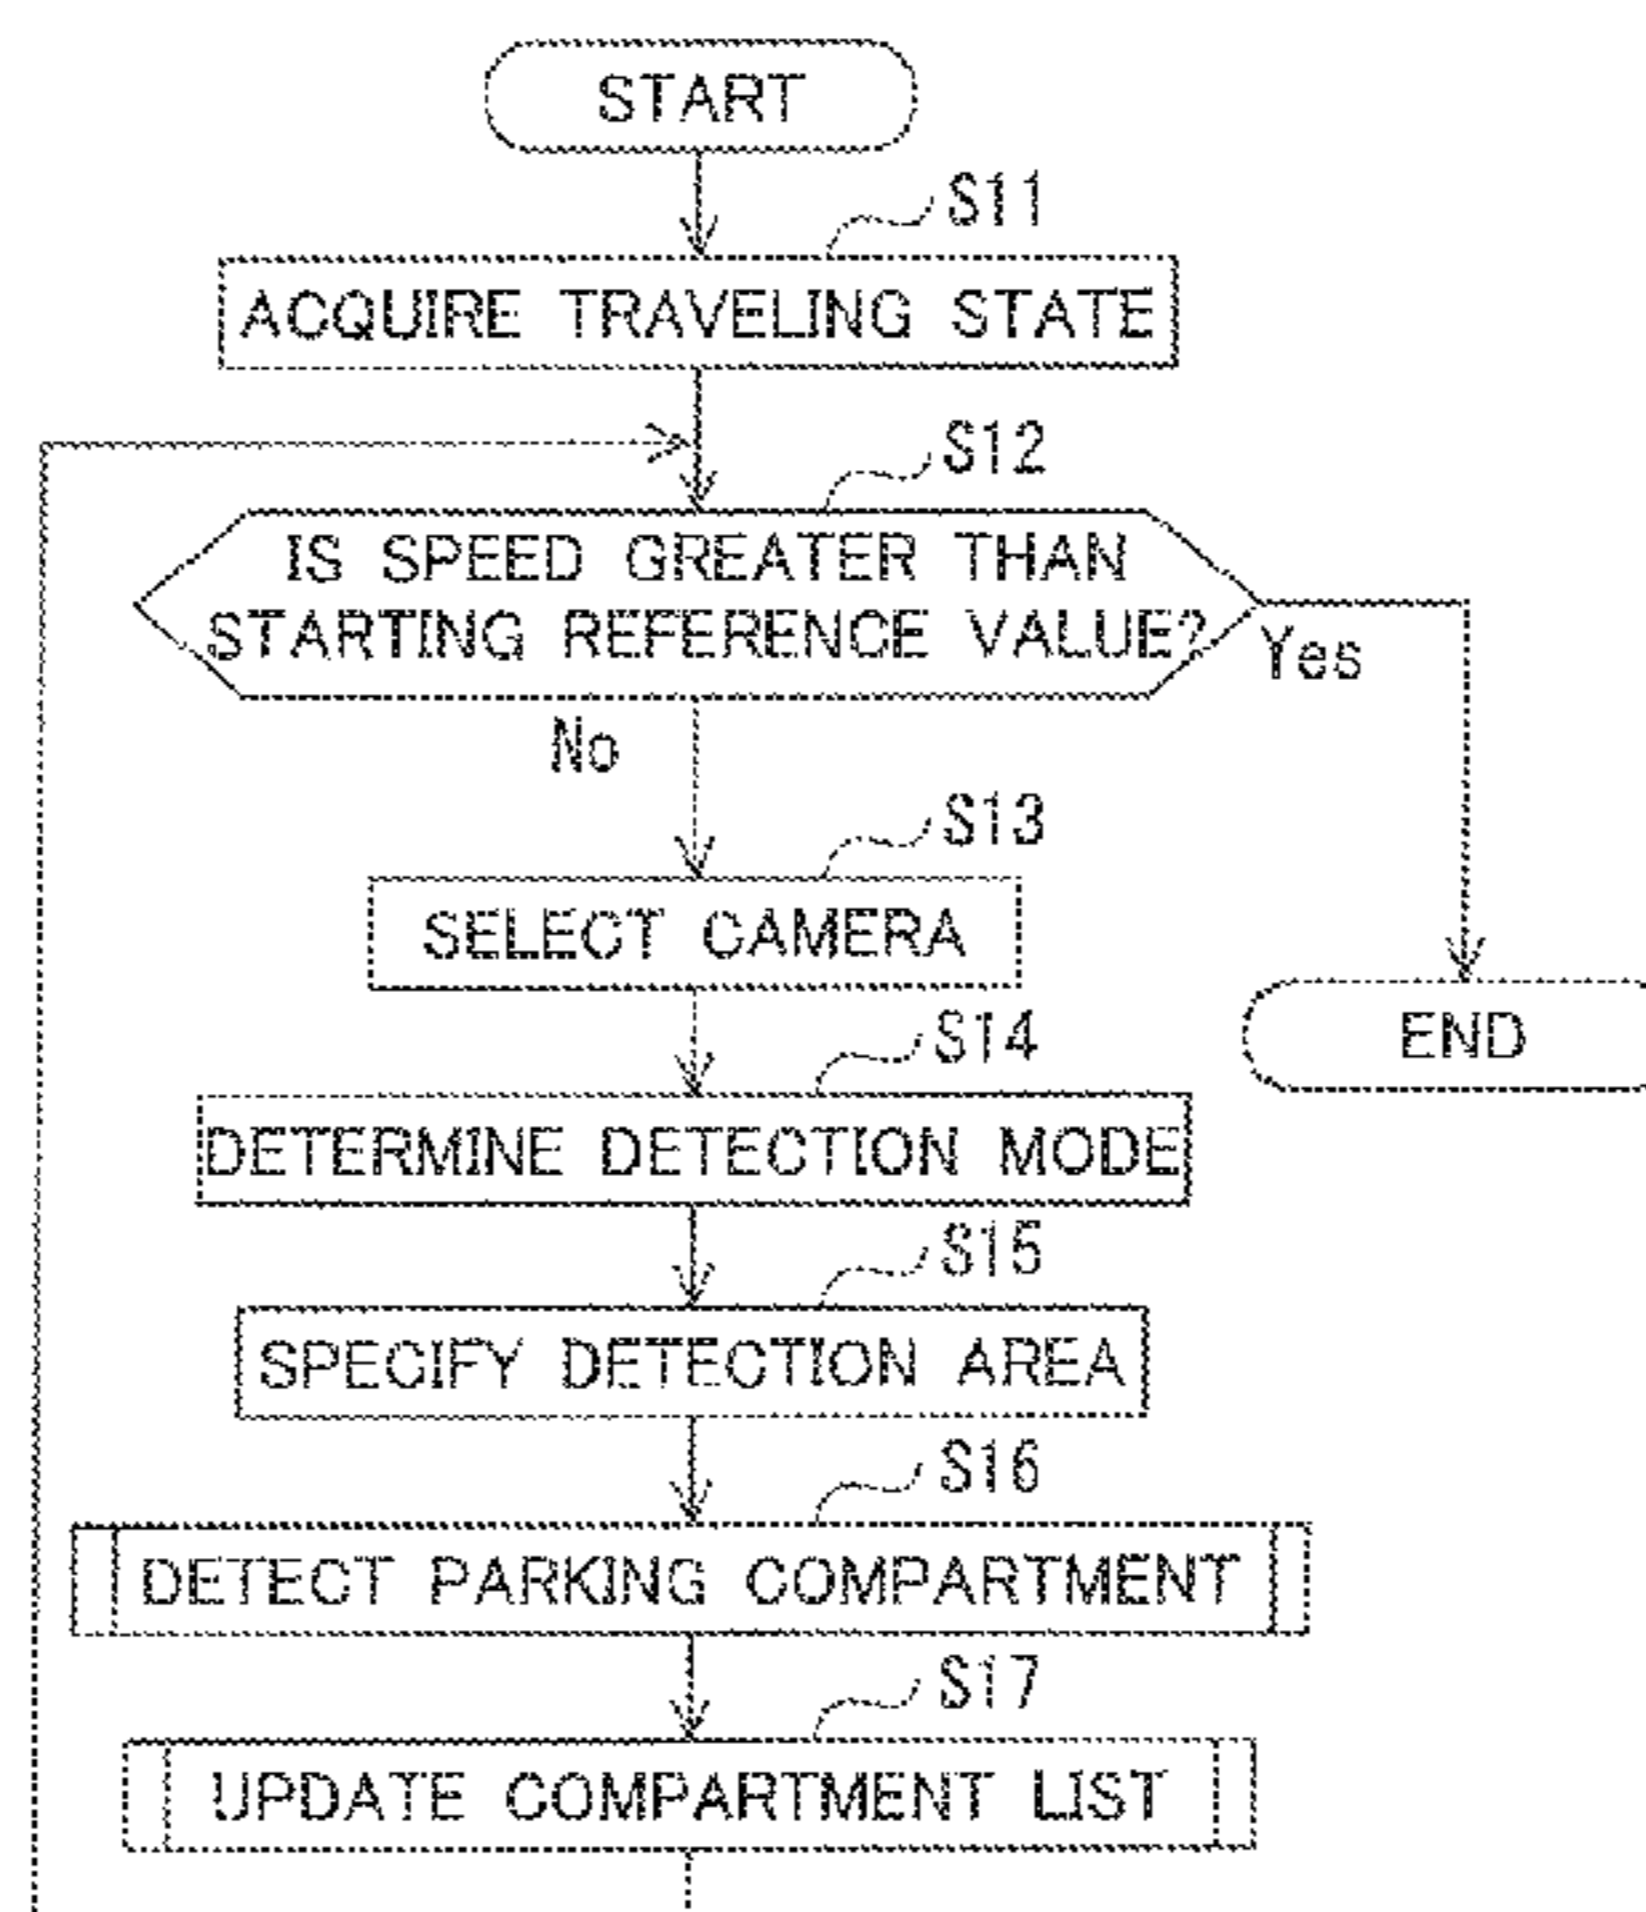 START
S11
ACQUIRE TRAVELING STATE
S12
IS SPEED GREATER THAN
STARTING REFERENCE VALUE?
Yes
No
S13
SELECT CAMERA
S14
END
DETERMINE DETECTION MODE
S15
SPECIFY DETECTION AREA
S16
DETECT PARKING COMPARTMENT
S17
UPDATE COMPARTMENT LIST